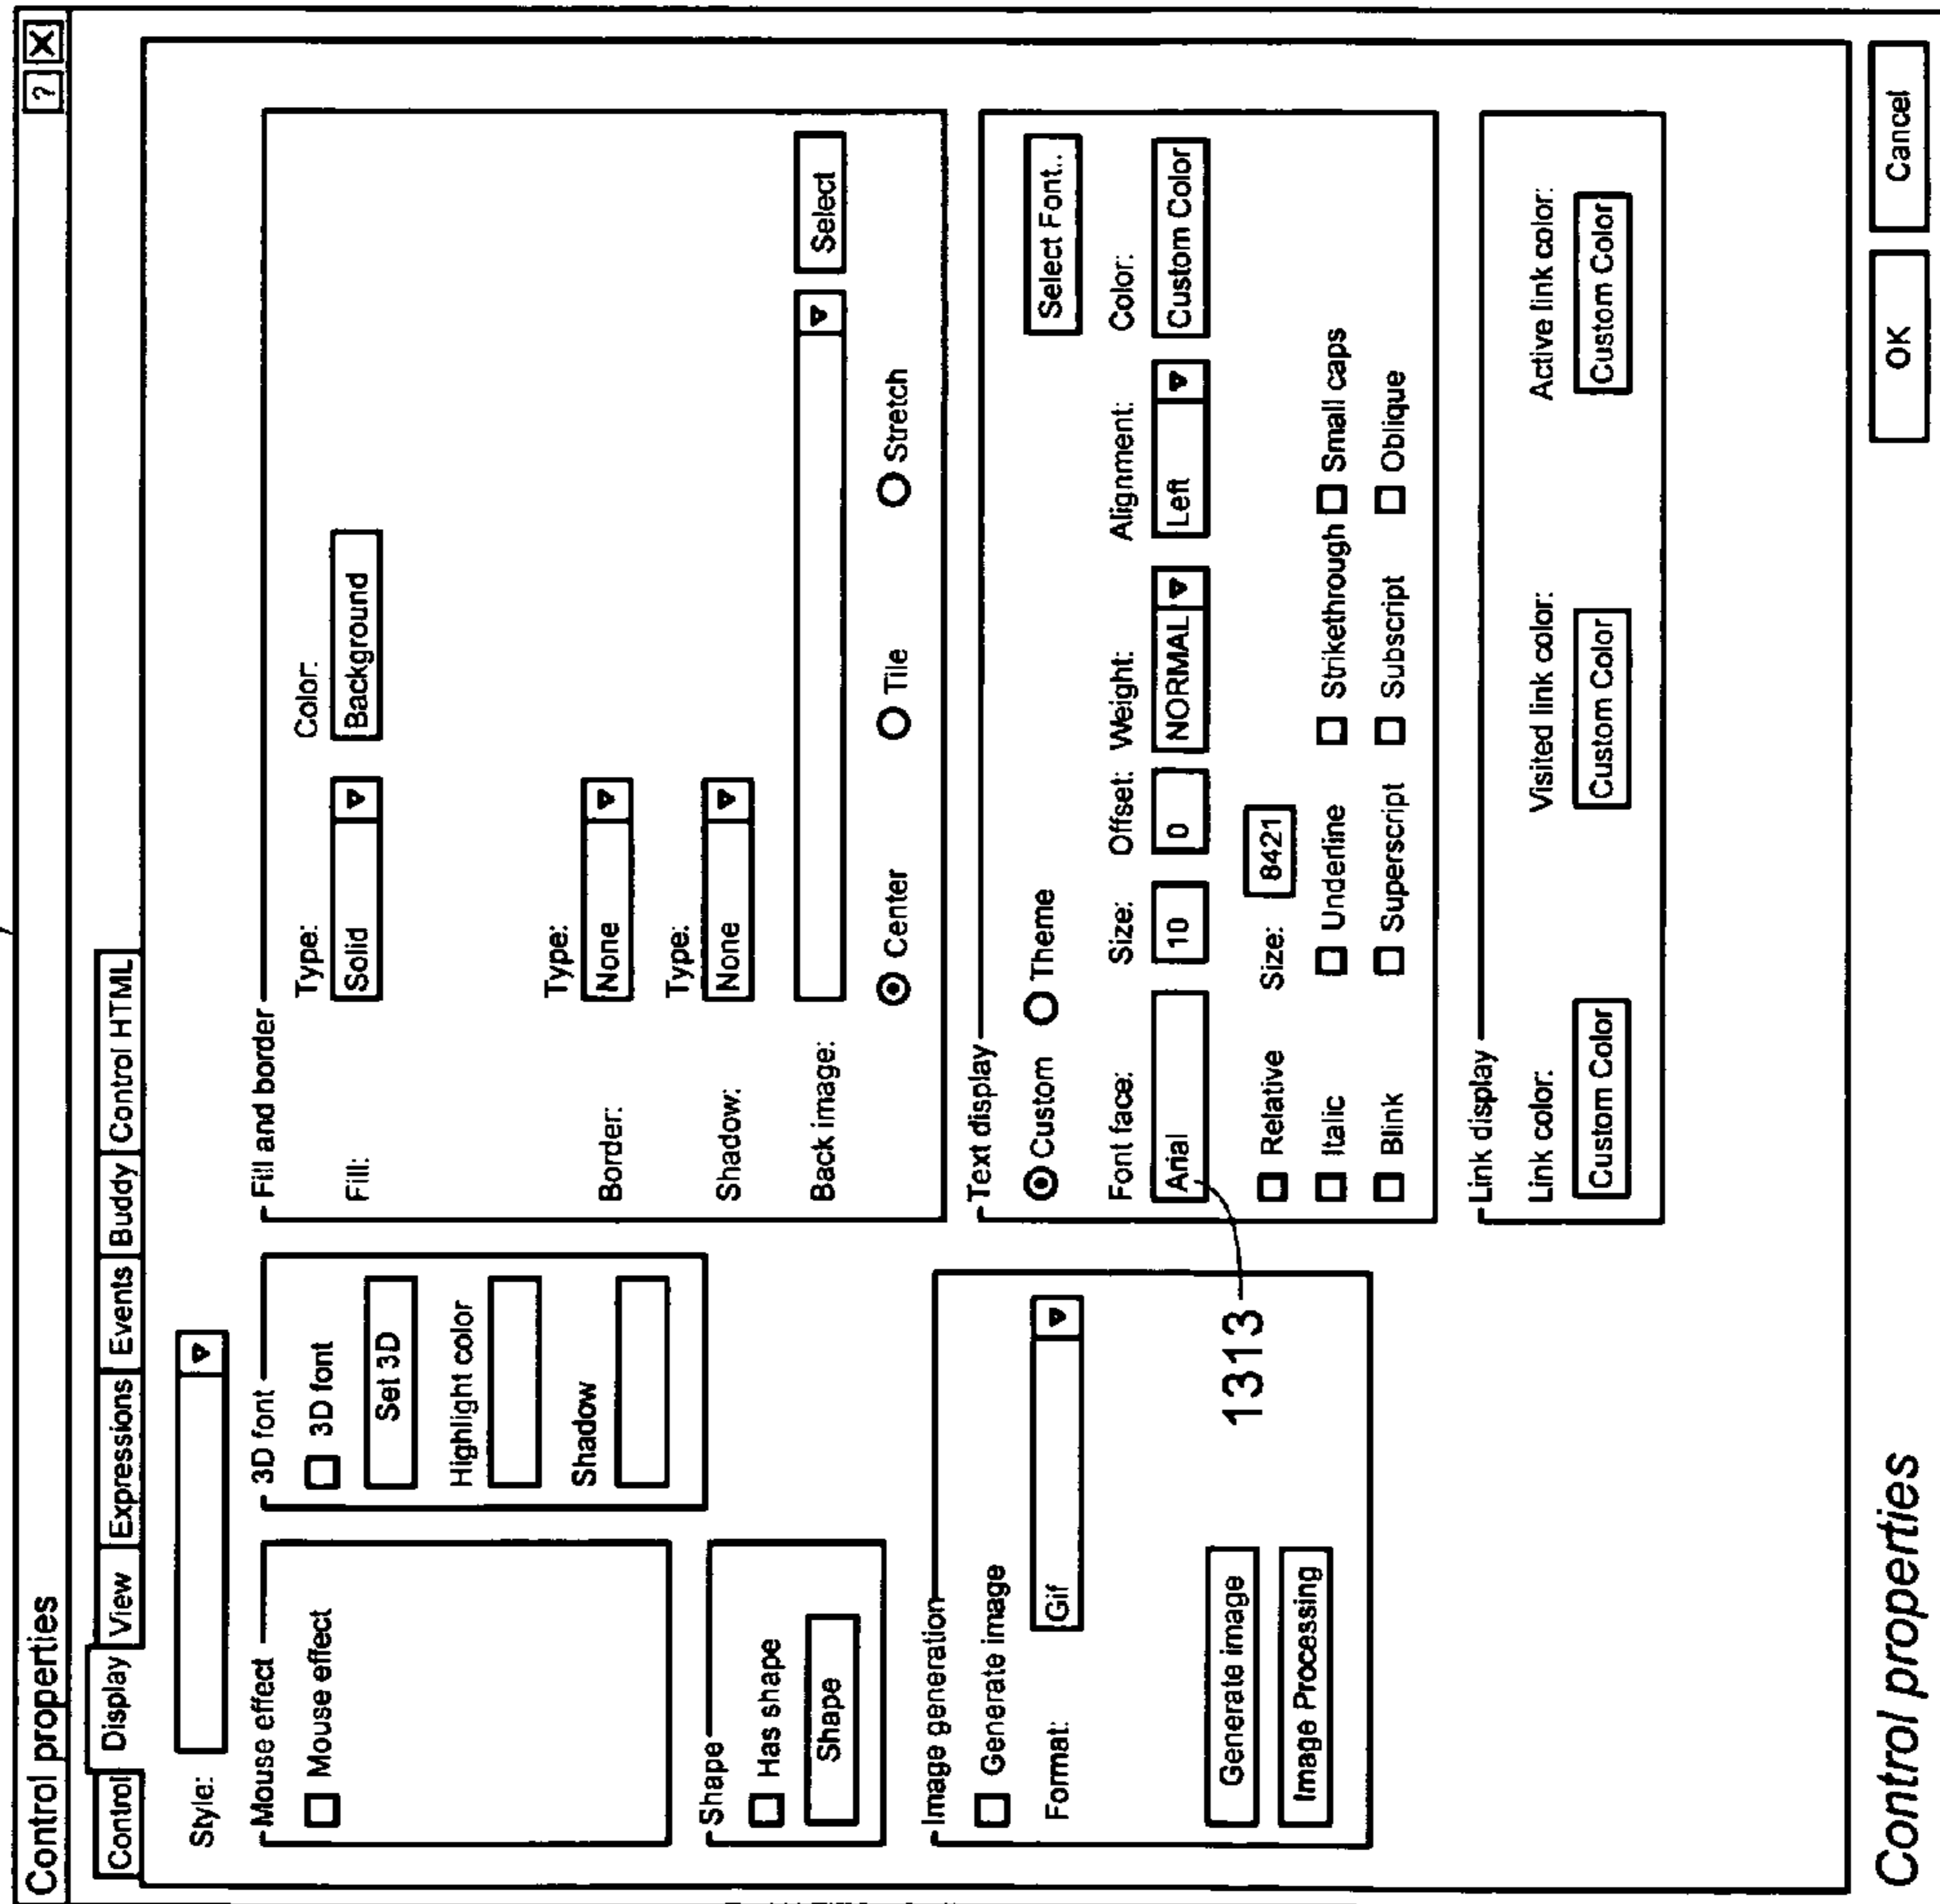 Control properties ? X
Control Display View Expressions Events Buddy Control HTML
Style:
Mouse effect
Mouse effect
3D font
3D font
Set 3D
Highlight color
Shadow
Shape
Has shape
Shape
Image generation
Generate image
Format: Gif
Generate image
Image Processing
1313
Fill and border
Type: Color:
Fill: Solid Background
Type:
Border: None
Type:
Shadow: None
Back image: Select
Center Tile Stretch
Text display
Custom Theme Select Font..
Font face: Size: Offset: Weight: Alignment: Color:
Arial 10 0 NORMAL Left Custom Color
Relative Size: 8421
Italic Underline Strikethrough Small caps
Blink Superscript Subscript Oblique
Link display
Link color: Visited link color: Active link color:
Custom Color Custom Color Custom Color
OK Cancel
Control properties